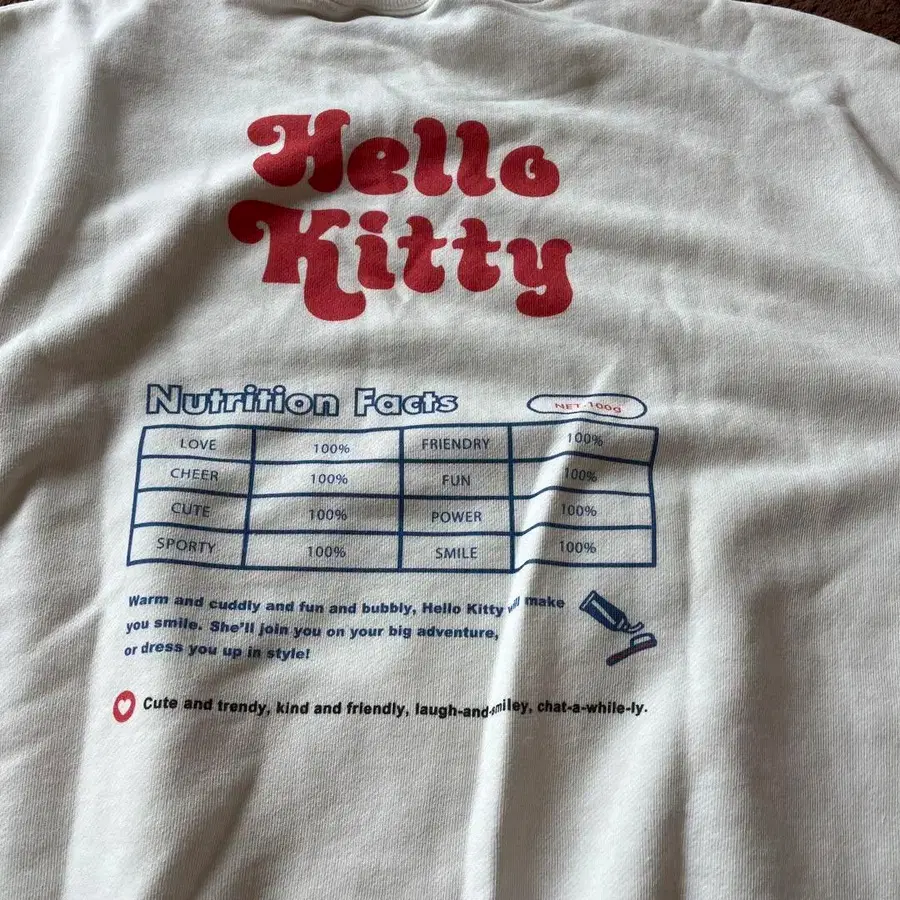 Hello
Kitty
Nutrition Facts
NET 100g
LOVE 100% FRIENDRY 100%
CHEER 100% FUN 100%
CUTE 100% POWER 100%
SPORTY 100% SMILE 100%
Warm and cuddly and fun and bubbly, Hello Kitty will make
you smile. She'll join you on your big adventure,
or dress you up in style!
Cute and trendy, kind and friendly, laugh-and-smiley, chat-a-while-ly.